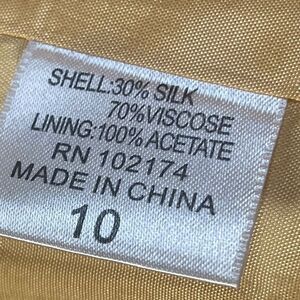 SHELL:30% SILK
70%VISCOSE
LINING:100% ACETATE
RN 102174
MADE IN CHINA
10